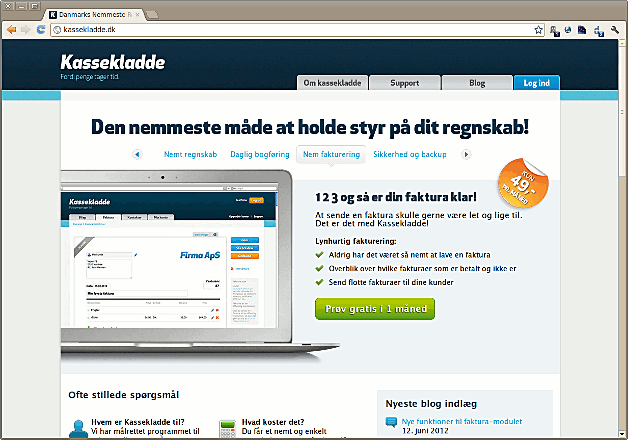 Danmarks Nemmeste R
kassekladde.dk
Kassekladde
Fordi penge tager tid.
Om kassekladde
Support
Blog
Log ind
Den nemmeste måde at holde styr på dit regnskab!
Nemt regnskab
Daglig bogføring
Nem fakturering
Sikkerhed og backup
49,-
1 2 3 og så er din faktura klar!
At sende en faktura skulle gerne være let og lige til.
Det er det med Kassekladde!
Lynhurtig fakturering:
Aldrig har det været så nemt at lave en faktura
Overblik over hvilke fakturaer som er betalt og ikke er
Send flotte fakturaer til dine kunder
Prøv gratis i 1 måned
Kassekladde
Firma ApS
Ofte stillede spørgsmål
Hvem er Kassekladde til?
Vi har målrettet programmet til
Hvad koster det?
Du får et nemt og enkelt
Nyeste blog indlæg
Nye funktioner til faktura-modulet
12. juni 2012